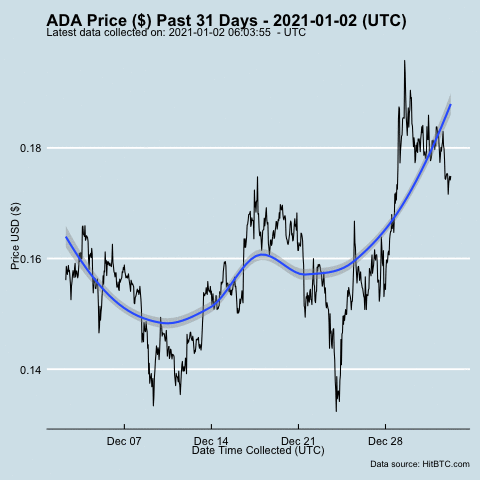 ADA Price ($) Past 31 Days - 2021-01-02 (UTC)
Latest data collected on: 2021-01-02 06:03:55 - UTC
Price USD ($)
0.18
0.16
0.14
Dec 07 Dec 14 Dec 21 Dec 28
Date Time Collected (UTC)
Data source: HitBTC.com